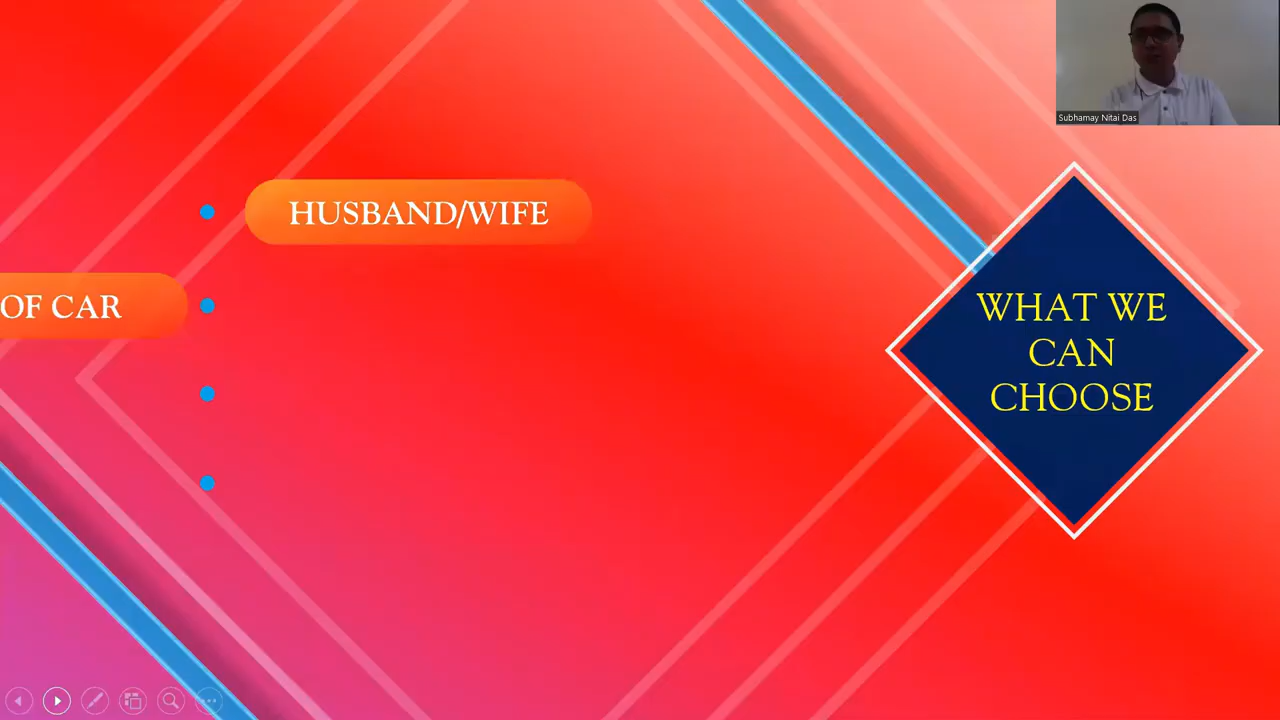 Subhamay Nitai Das
HUSBAND/WIFE
OF CAR
WHAT WE
CAN
CHOOSE